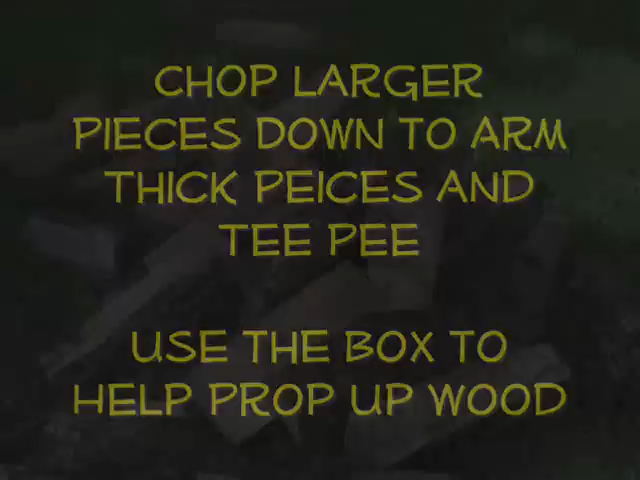 CHOP LARGER
PIECES DOWN TO ARM
THICK PEICES AND
TEE PEE
USE THE BOX TO
HELP PROP UP WOOD